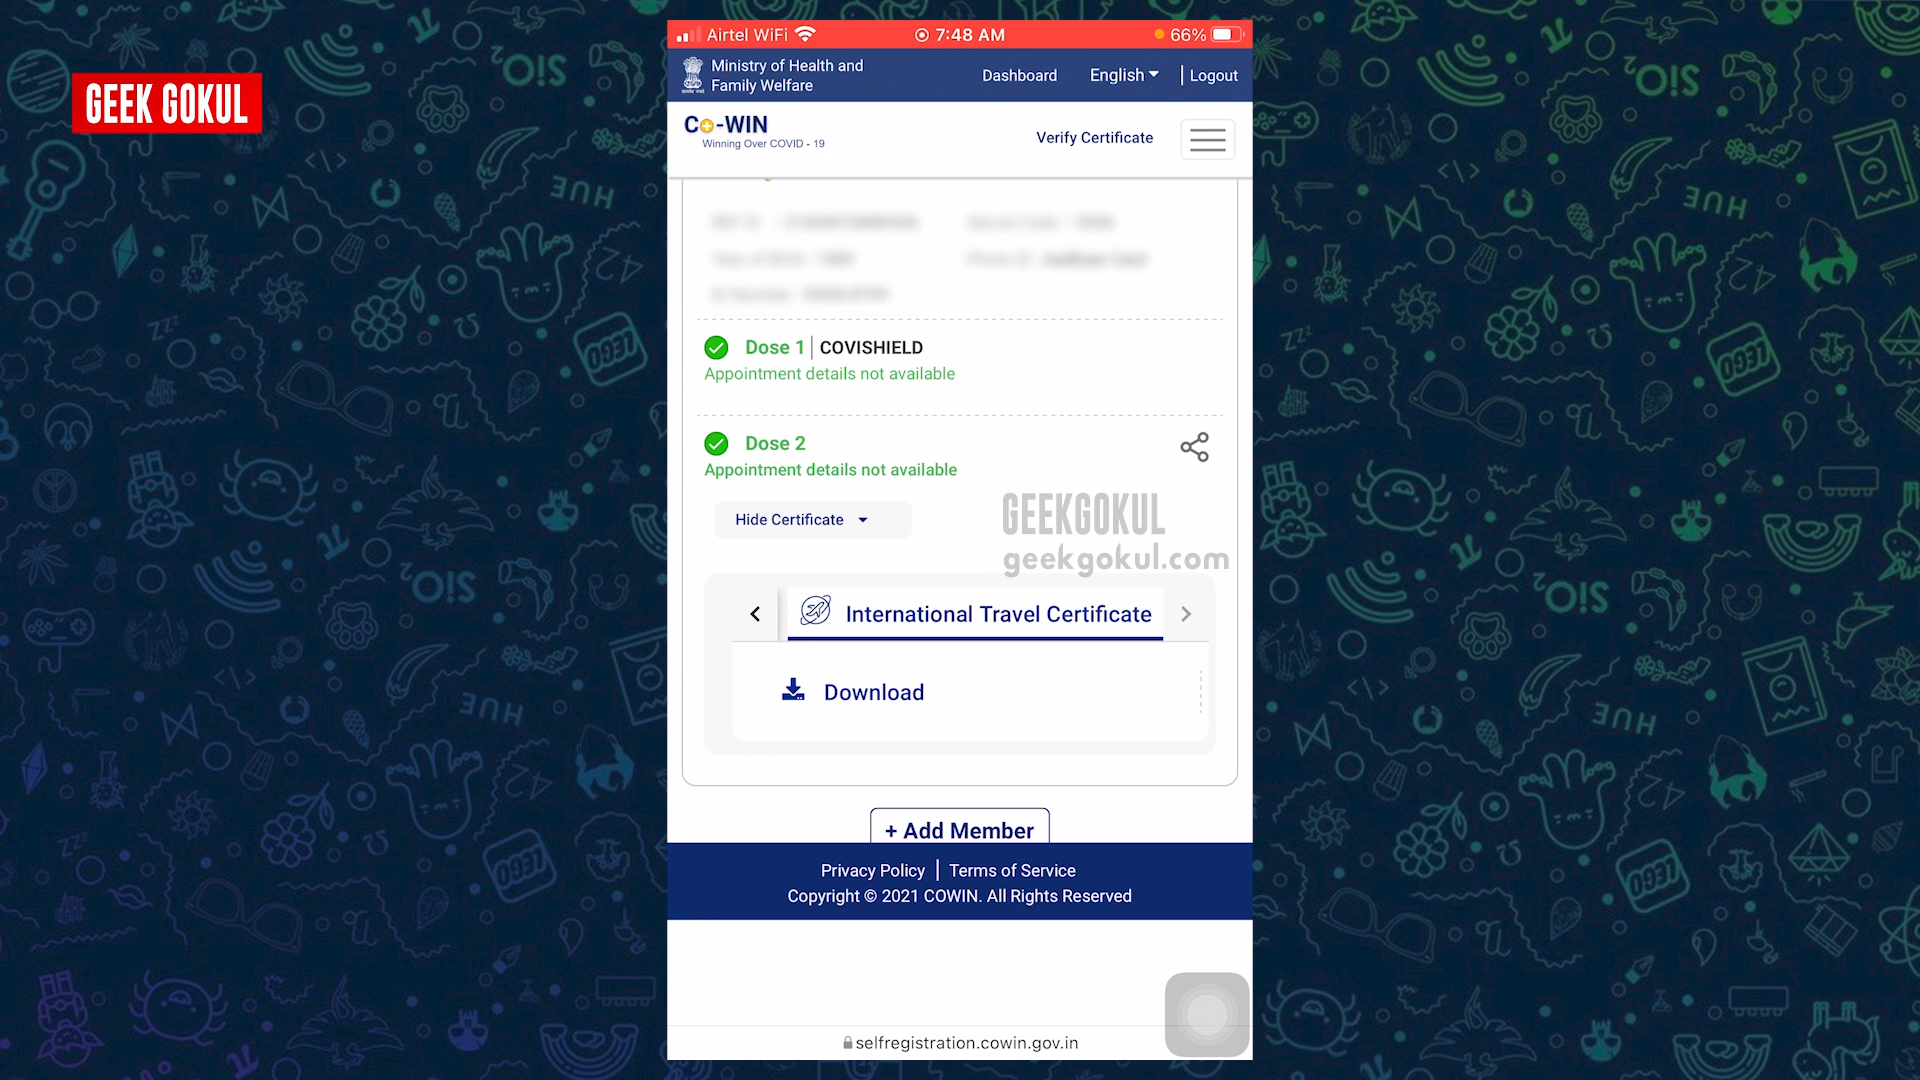 GEEK GOKUL
Airtel WiFi 7:48 AM 66%
Ministry of Health and
Family Welfare
Dashboard English Logout
Co-WIN
Winning Over COVID - 19
Verify Certificate
Dose 1 | COVISHIELD
Appointment details not available
Dose 2
Appointment details not available
Hide Certificate
GEEKGOKUL
geekgokul.com
International Travel Certificate
Download
+ Add Member
Privacy Policy | Terms of Service
Copyright © 2021 COWIN. All Rights Reserved
selfregistration.cowin.gov.in